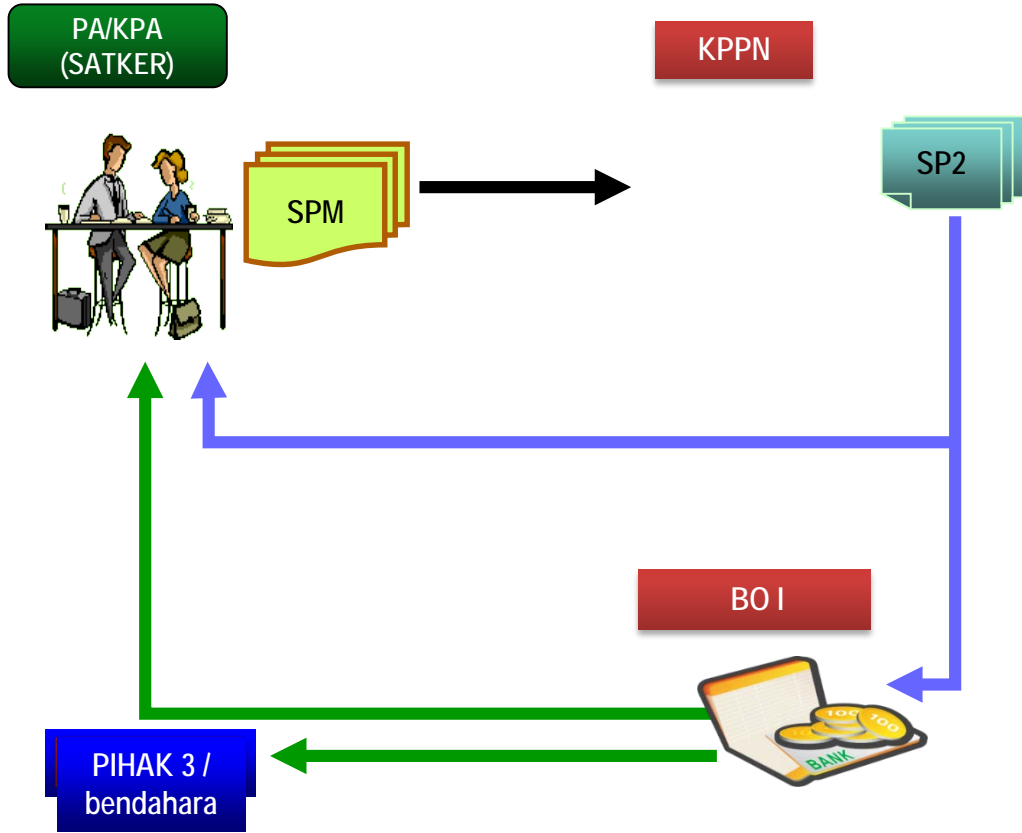 PA/KPA
(SATKER)
KPPN
SPM
SP2
BO I
PIHAK 3 /
bendahara
100
100
BANK